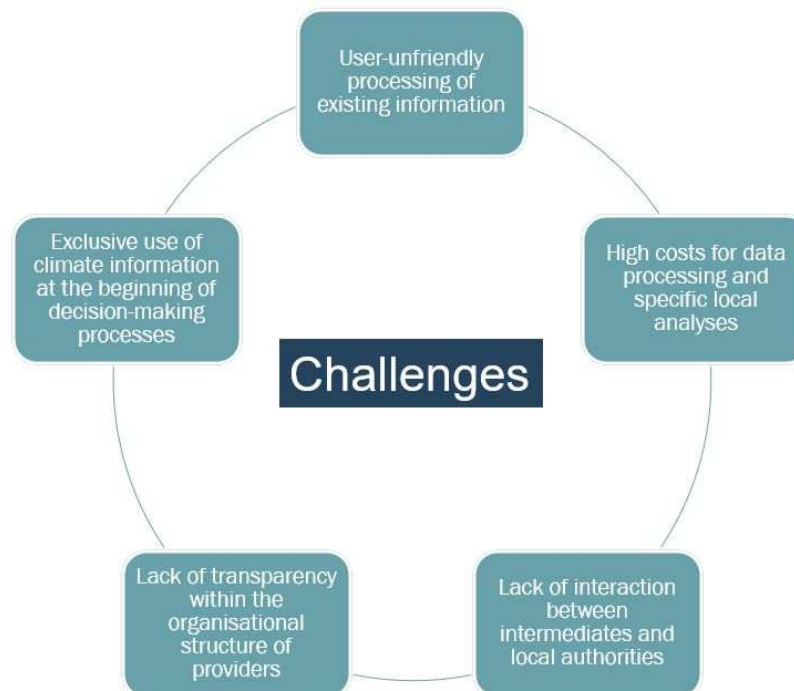 User-unfriendly
processing of
existing information
High costs for data
processing and
specific local
analyses
Lack of interaction
between
intermediates and
local authorities
Lack of transparency
within the
organisational
structure of
providers
Exclusive use of
climate information
at the beginning of
decision-making
processes
Challenges